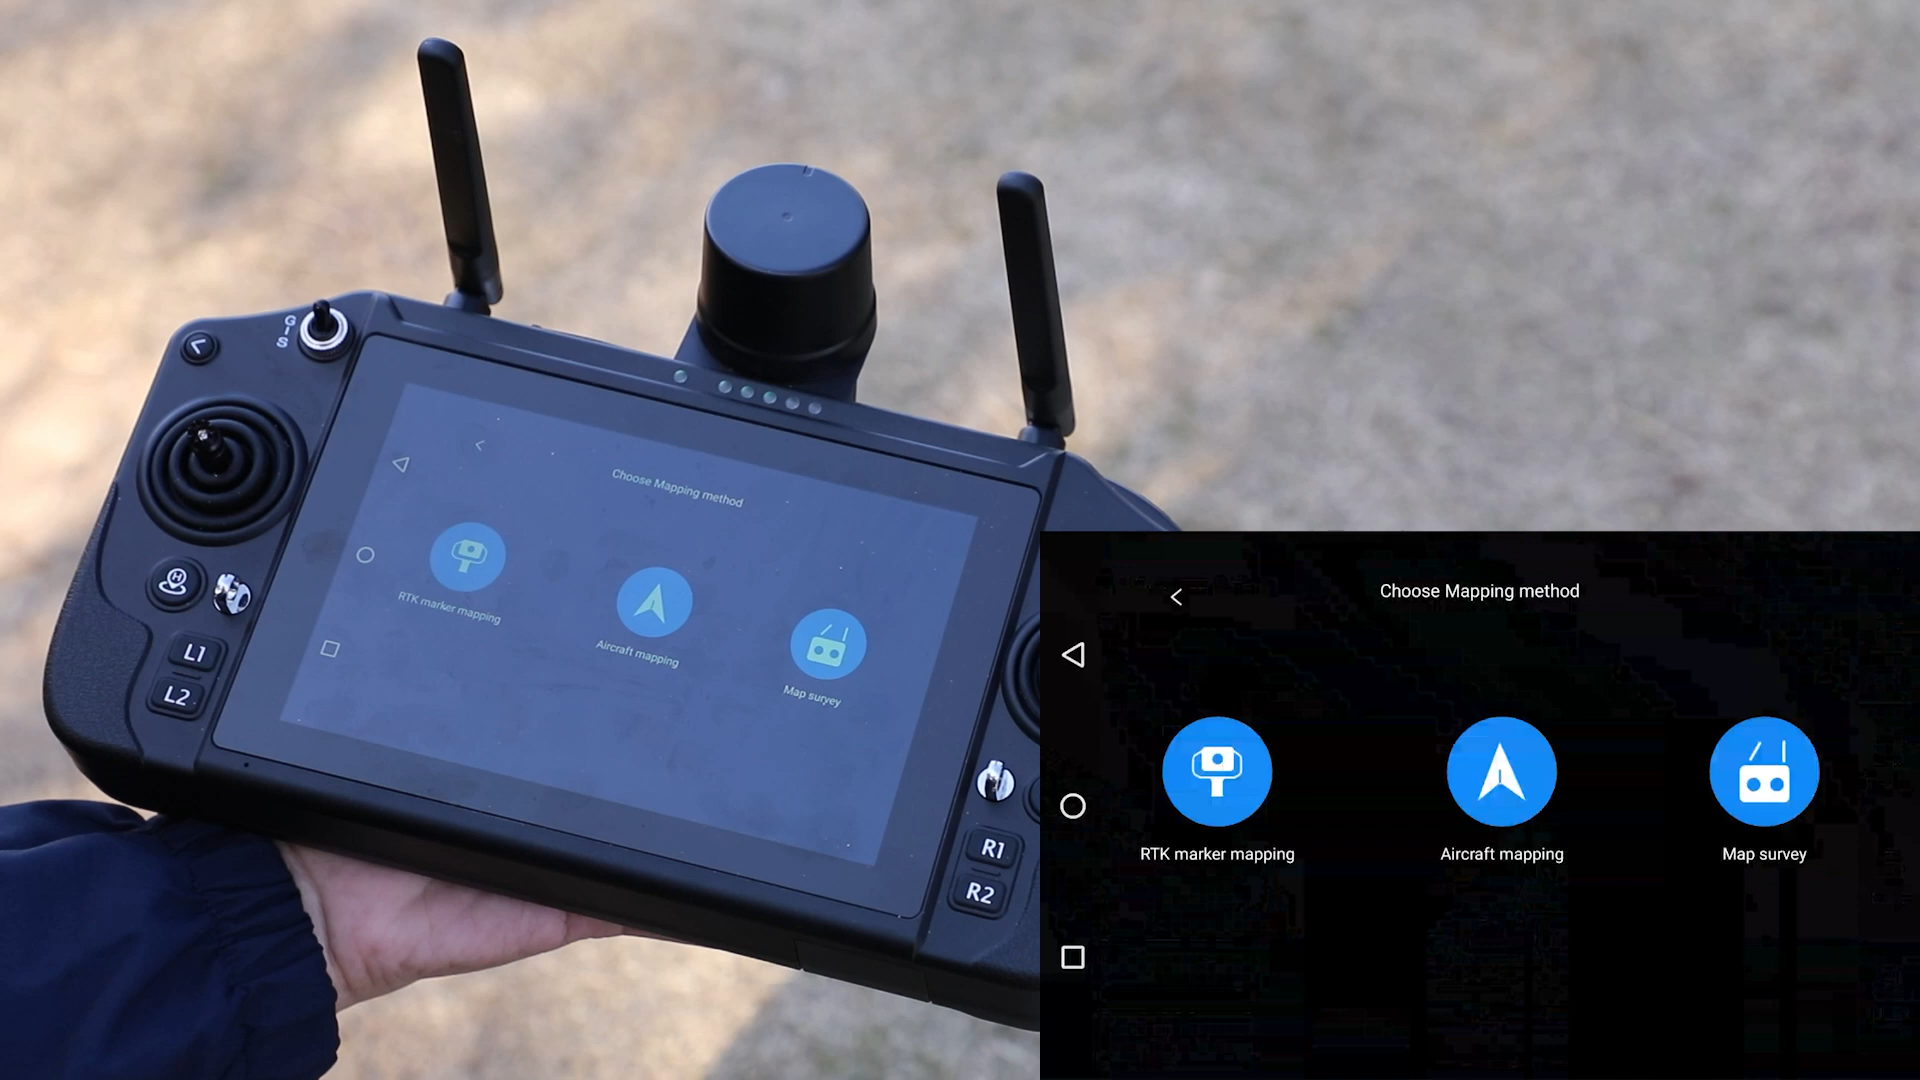 G
I
S
H
L1
L2
Choose Mapping method
RTK marker mapping
Aircraft mapping
Map survey
R1
R2
Choose Mapping method
RTK marker mapping
Aircraft mapping
Map survey